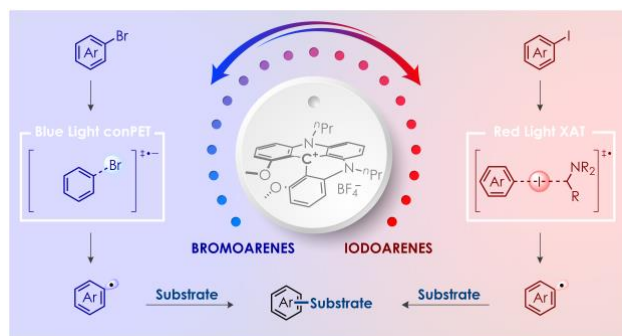 Ar
Br
Ar
I
Blue Light conPET
Br
‡•−
Red Light XAT
Ar
I
NR₂
R
‡•
ⁿPr
N
C⁺
N
ⁿPr
O
O
BF₄⁻
BROMOARENES
IODOARENES
Ar
Substrate
Ar
Substrate
Substrate
Ar